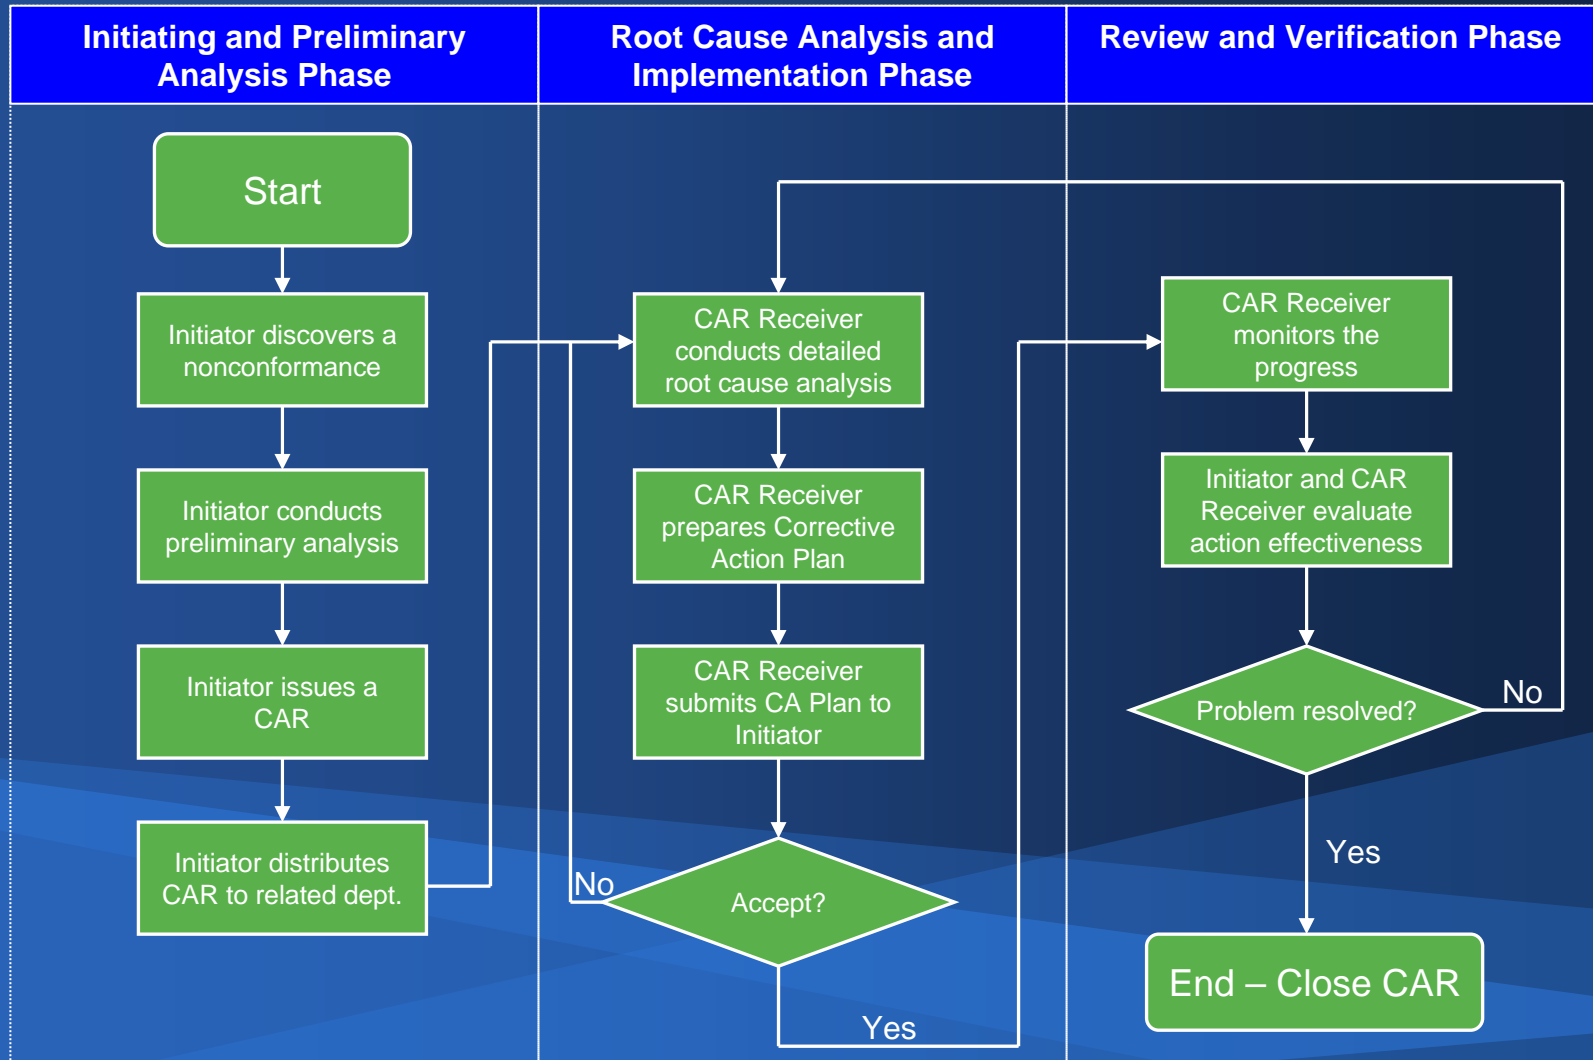 Initiating and Preliminary
Analysis Phase
Root Cause Analysis and
Implementation Phase
Review and Verification Phase
Start
Initiator discovers a
nonconformance
Initiator conducts
preliminary analysis
Initiator issues a
CAR
Initiator distributes
CAR to related dept.
CAR Receiver
conducts detailed
root cause analysis
CAR Receiver
prepares Corrective
Action Plan
CAR Receiver
submits CA Plan to
Initiator
No
Accept?
Yes
CAR Receiver
monitors the
progress
Initiator and CAR
Receiver evaluate
action effectiveness
Problem resolved?
No
Yes
End – Close CAR